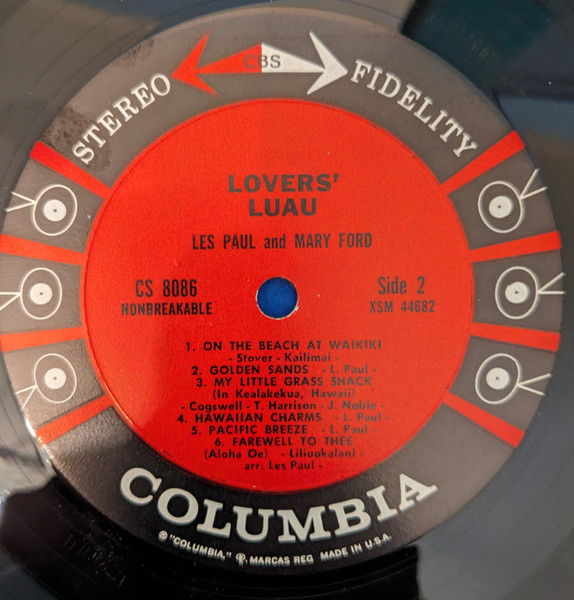 CBS
STEREO FIDELITY
LOVERS'
LUAU
LES PAUL and MARY FORD
CS 8086
NONBREAKABLE
Side 2
XSM 44682
1. ON THE BEACH AT WAIKIKI
- Stover - Kailimai -
2. GOLDEN SANDS - L. Paul -
3. MY LITTLE GRASS SHACK
(In Kealakekua, Hawaii)
- Cogswell - T. Harrison - J. Noble -
4. HAWAIIAN CHARMS - L. Paul -
5. PACIFIC BREEZE - L. Paul -
6. FAREWELL TO THEE
(Aloha Oe) - Liliuokalani -
arr: Les Paul -
COLUMBIA
® "COLUMBIA," ®, MARCAS REG MADE IN U.S.A.